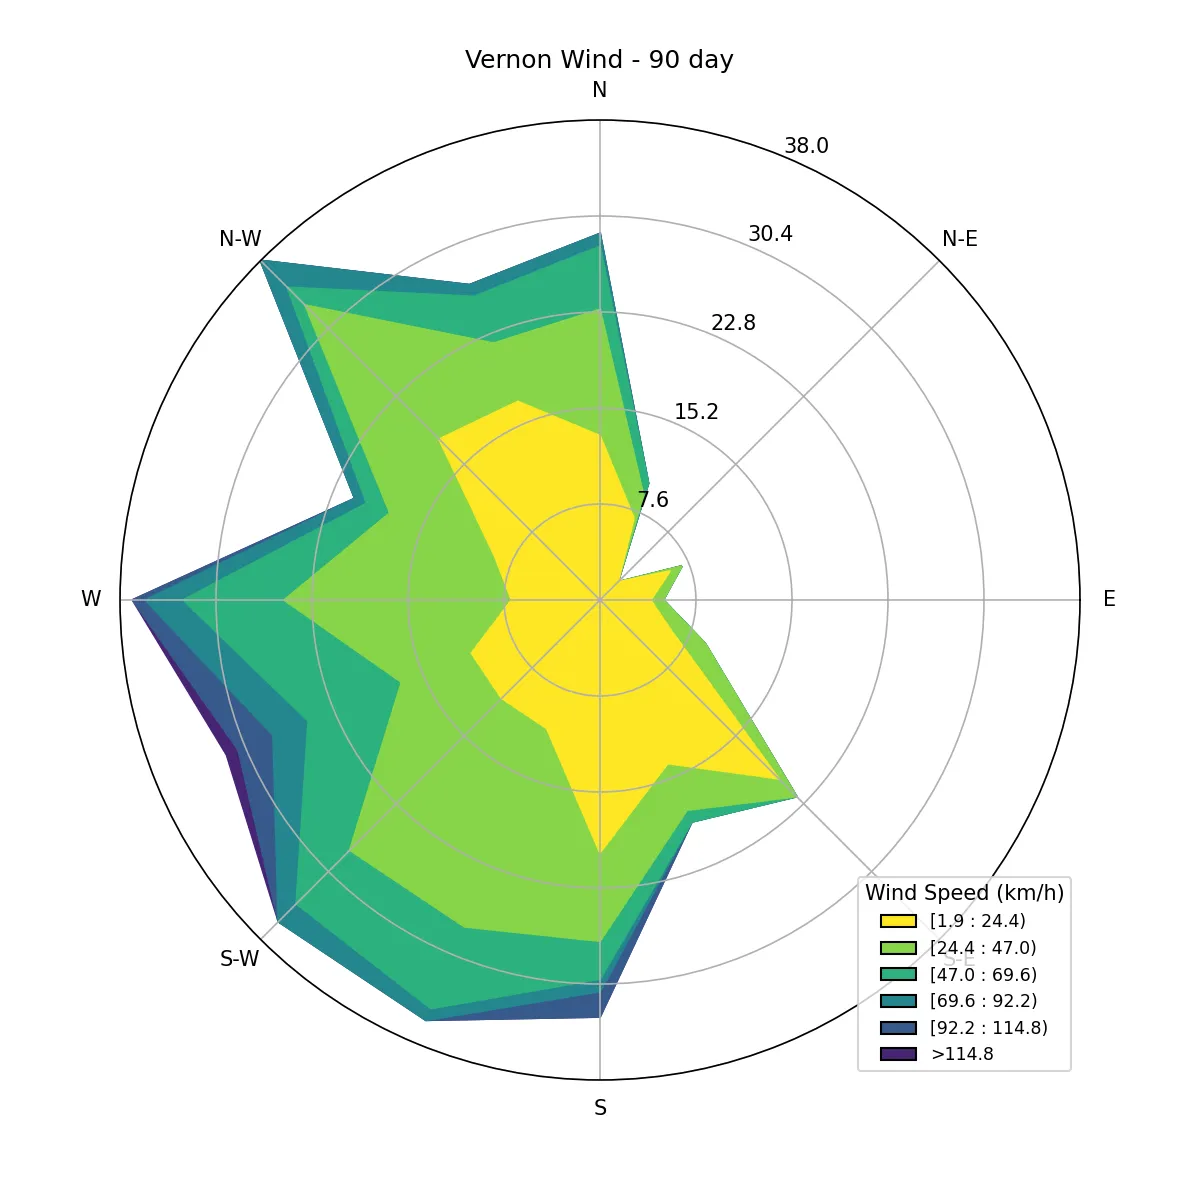 Vernon Wind - 90 day
N
38.0
30.4
N-W
N-E
22.8
15.2
7.6
W
E
Wind Speed (km/h)
[1.9 : 24.4)
[24.4 : 47.0)
S-W
S-E
[47.0 : 69.6)
[69.6 : 92.2)
[92.2 : 114.8)
>114.8
S